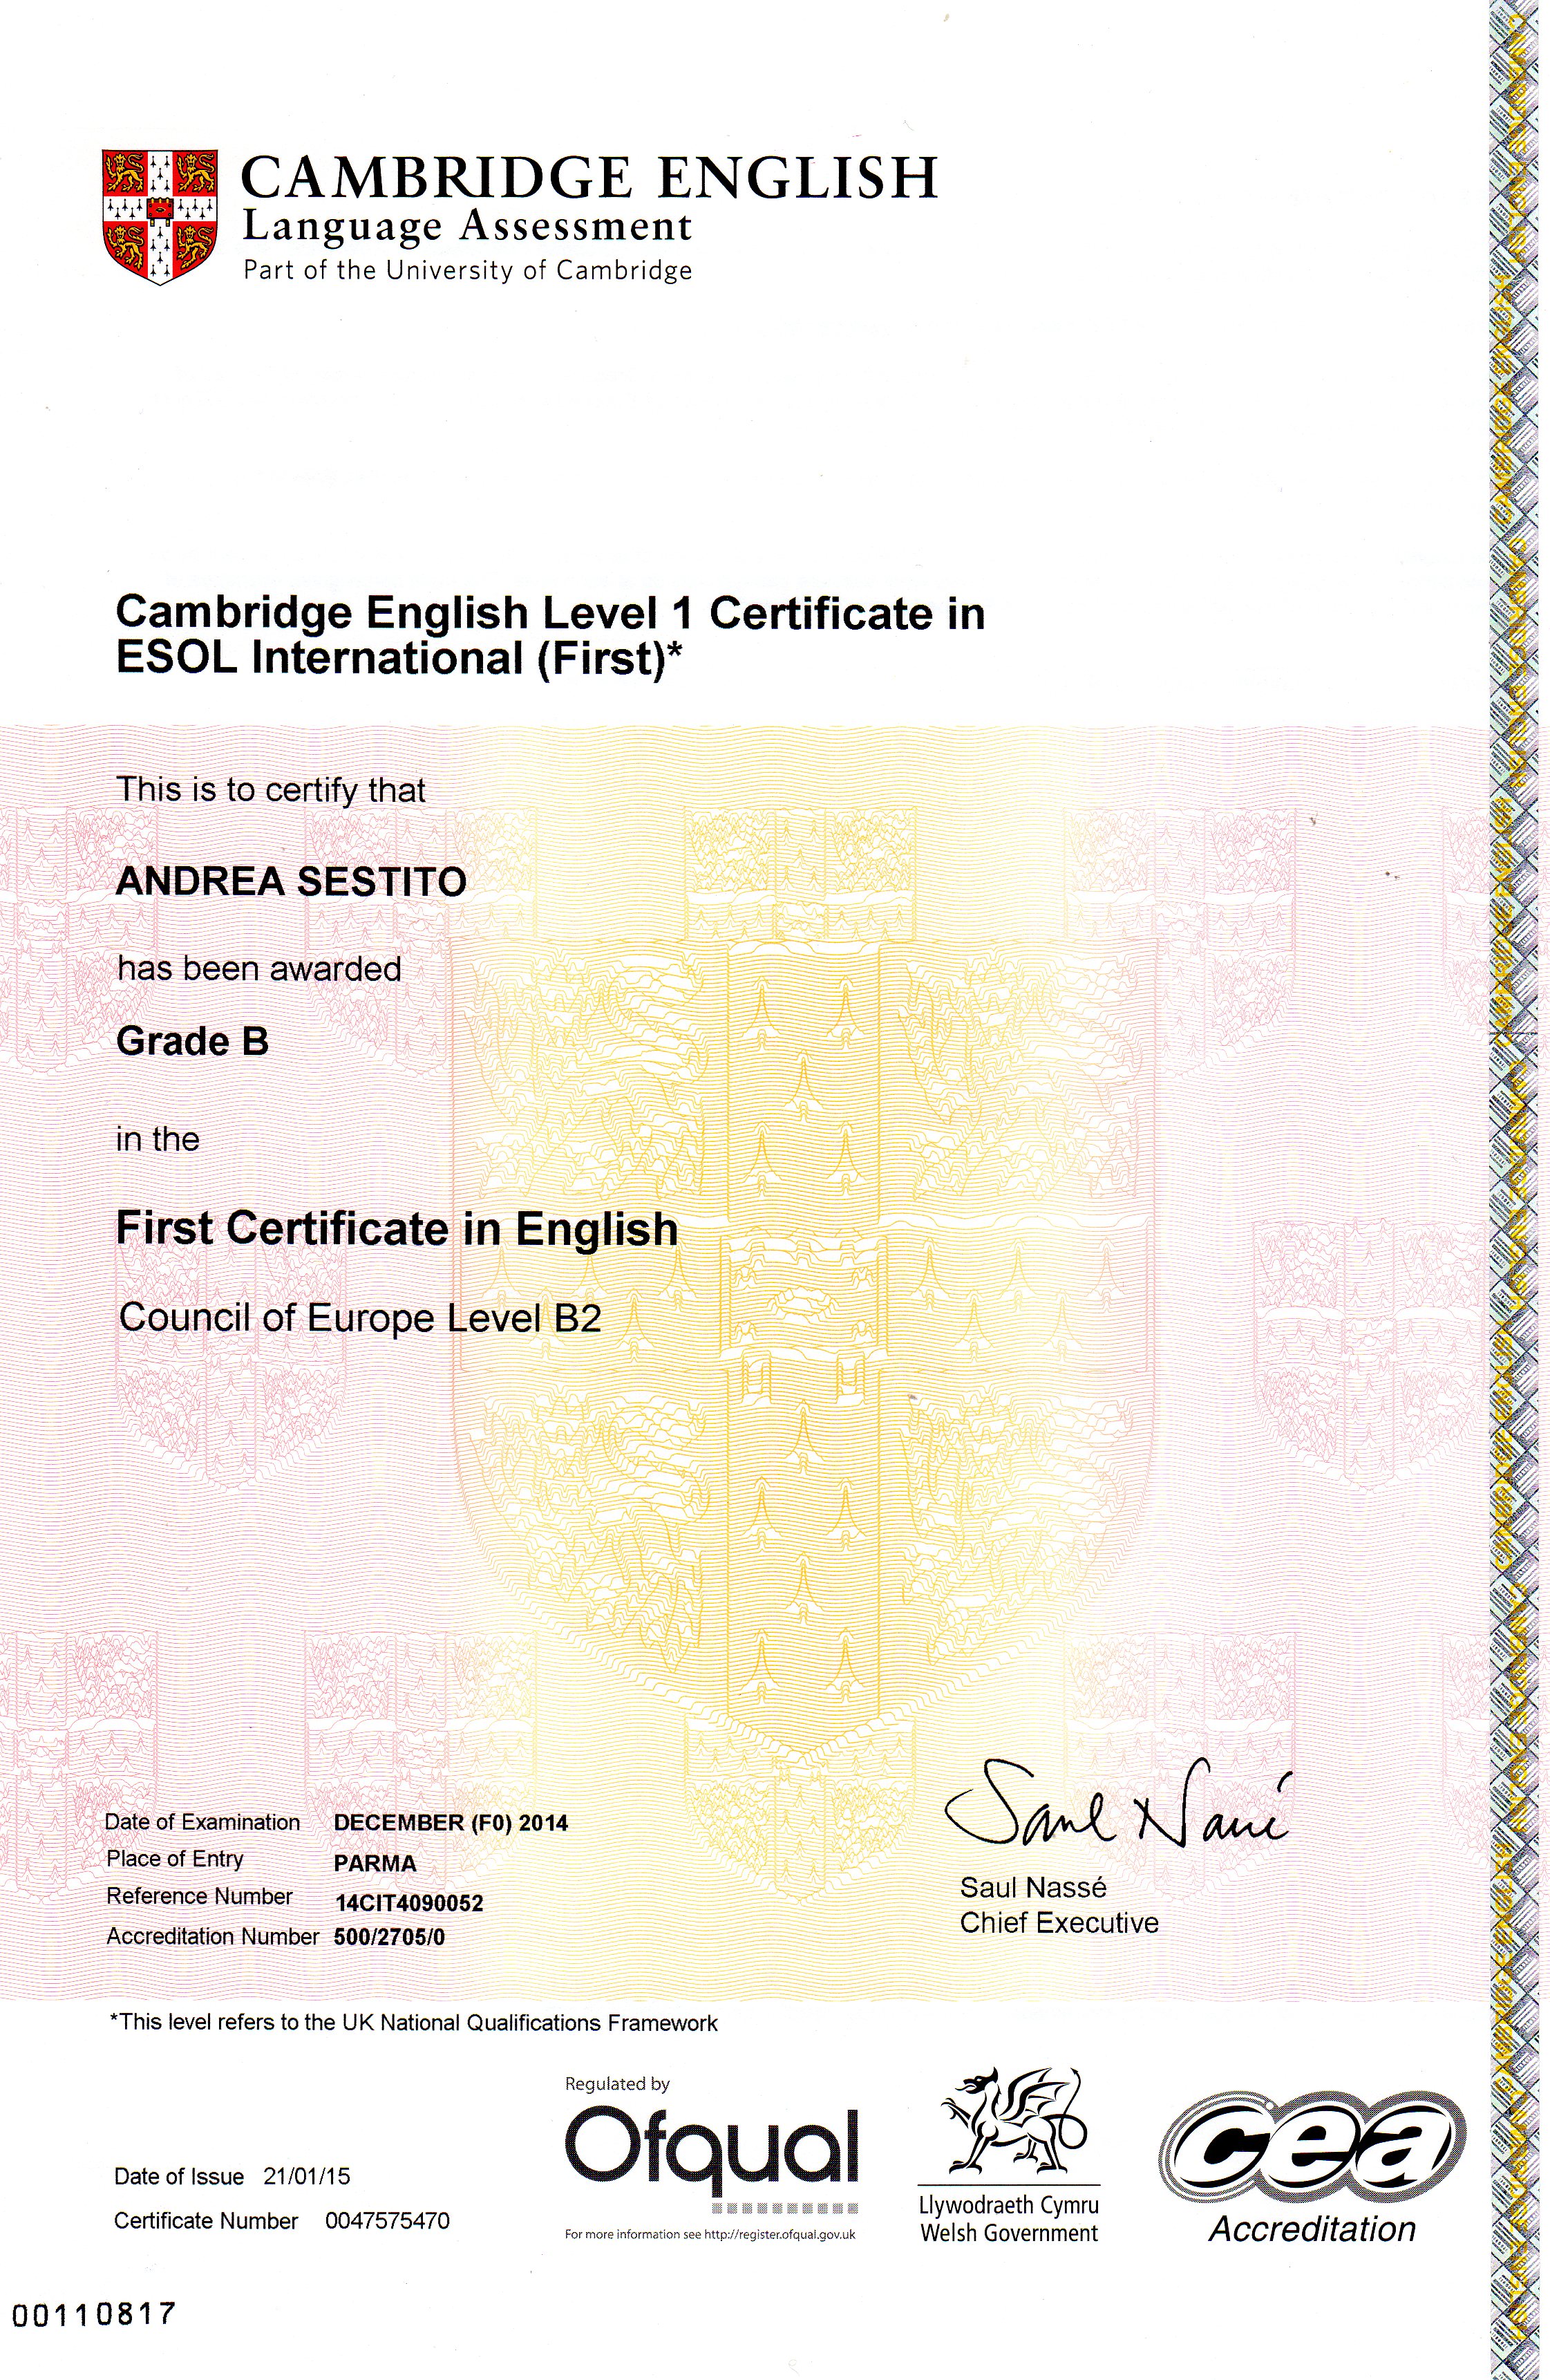 CAMBRIDGE ENGLISH
Language Assessment
Part of the University of Cambridge
Cambridge English Level 1 Certificate in
ESOL International (First)*
This is to certify that
ANDREA SESTITO
has been awarded
Grade B
in the
First Certificate in English
Council of Europe Level B2
Date of Examination DECEMBER (F0) 2014
Place of Entry PARMA
Reference Number 14CIT4090052
Accreditation Number 500/2705/0
Saul Nassé
Saul Nassé
Chief Executive
*This level refers to the UK National Qualifications Framework
Date of Issue 21/01/15
Certificate Number 0047575470
Regulated by
Ofqual
For more information see http://register.ofqual.gov.uk
Llywodraeth Cymru
Welsh Government
cea
Accreditation
00110817